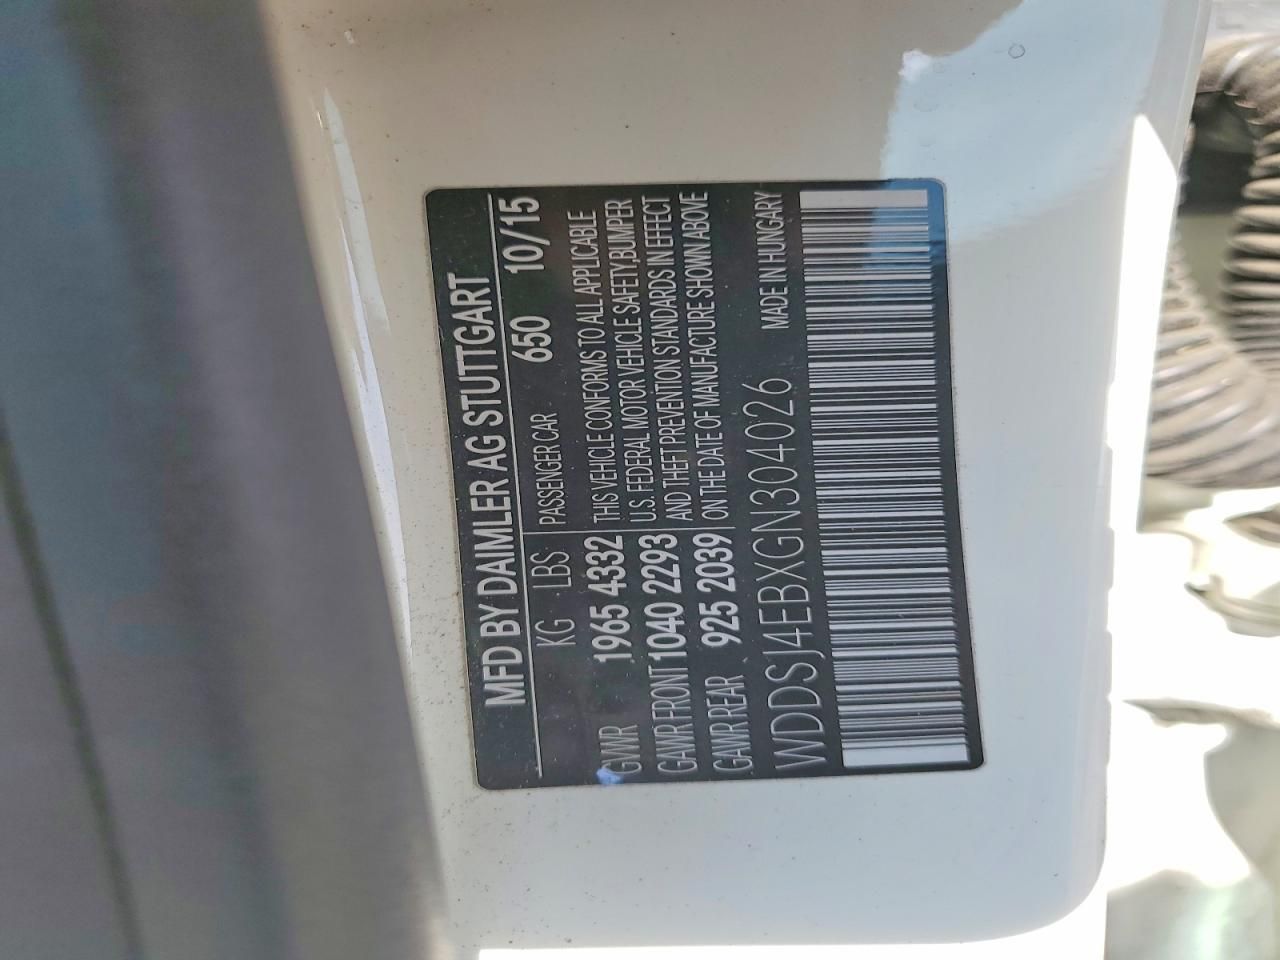 MFD BY DAIMLER AG STUTTGART
KG LBS PASSENGER CAR 650 10/15
GVWR 1965 4332 THIS VEHICLE CONFORMS TO ALL APPLICABLE
GAWR FRONT 1040 2293 U.S. FEDERAL MOTOR VEHICLE SAFETY,BUMPER
AND THEFT PREVENTION STANDARDS IN EFFECT
GAWR REAR 925 2039 ON THE DATE OF MANUFACTURE SHOWN ABOVE
WDDSJ4EBXGN304026 MADE IN HUNGARY